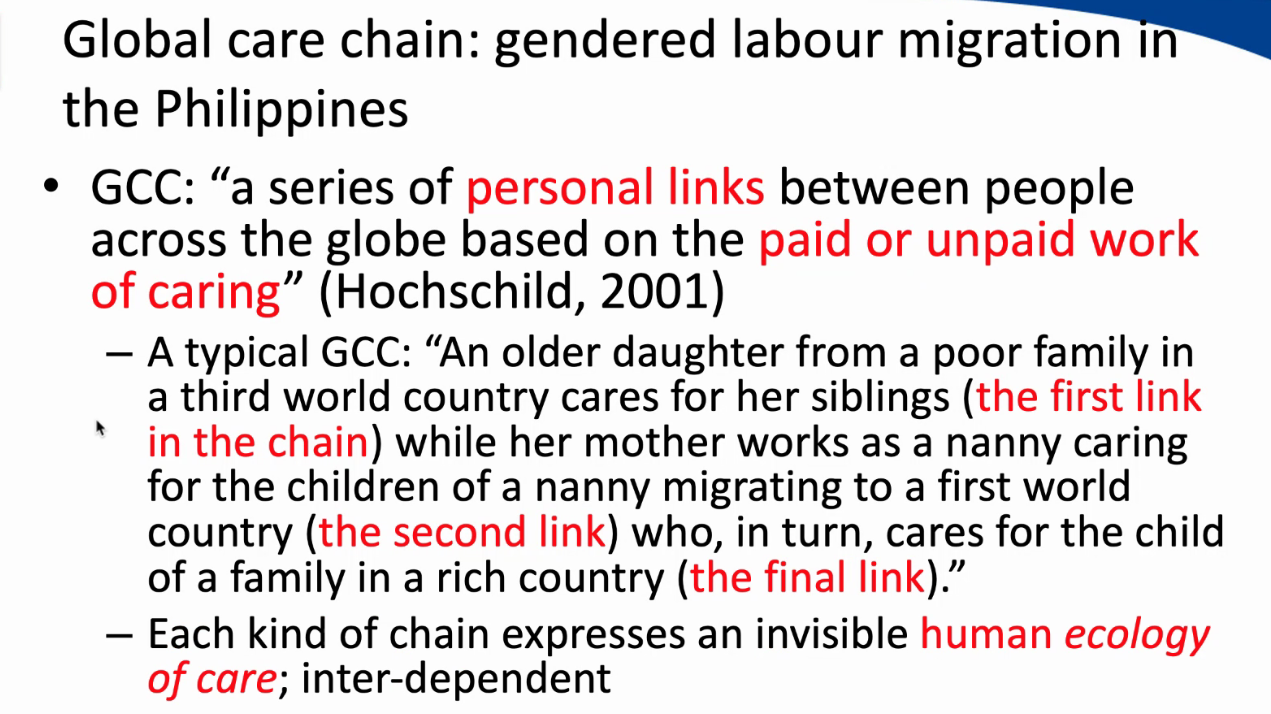 Global care chain: gendered labour migration in
the Philippines
• GCC: “a series of personal links between people
across the globe based on the paid or unpaid work
of caring” (Hochschild, 2001)
– A typical GCC: “An older daughter from a poor family in
a third world country cares for her siblings (the first link
in the chain) while her mother works as a nanny caring
for the children of a nanny migrating to a first world
country (the second link) who, in turn, cares for the child
of a family in a rich country (the final link).”
– Each kind of chain expresses an invisible human ecology
of care; inter-dependent